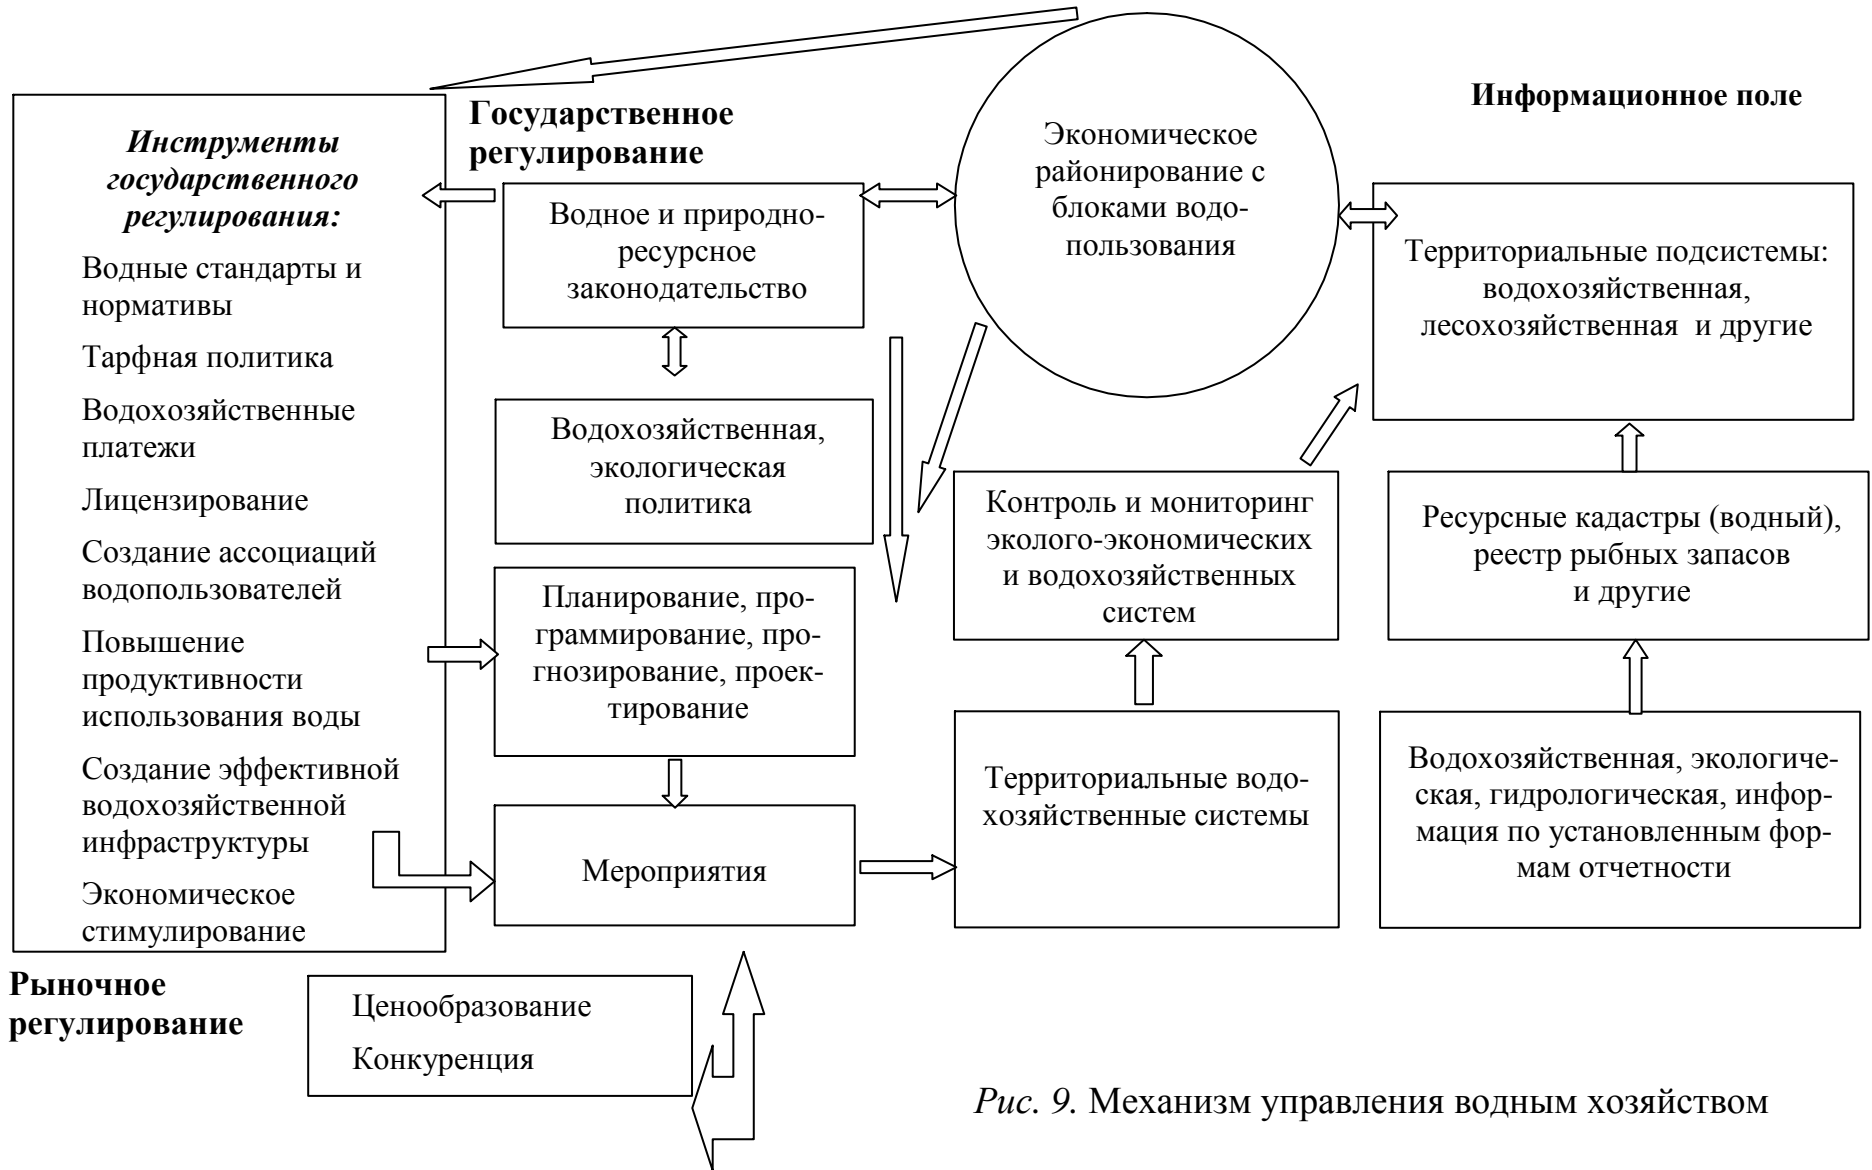 Инструменты
государственного
регулирования:
Водные стандарты и
нормативы
Тарфная политика
Водохозяйственные
платежи
Лицензирование
Создание ассоциаций
водопользователей
Повышение
продуктивности
использования воды
Создание эффективной
водохозяйственной
инфраструктуры
Экономическое
стимулирование
Государственное
регулирование
Водное и природно-
ресурсное
законодательство
Водохозяйственная,
экологическая
политика
Планирование, про-
граммирование, про-
гнозирование, проек-
тирование
Мероприятия
Экономическое
районирование с
блоками водо-
пользования
Контроль и мониторинг
эколого-экономических
и водохозяйственных
систем
Территориальные водо-
хозяйственные системы
Информационное поле
Территориальные подсистемы:
водохозяйственная,
лесохозяйственная и другие
Ресурсные кадастры (водный),
реестр рыбных запасов
и другие
Водохозяйственная, экологиче-
ская, гидрологическая, инфор-
мация по установленным фор-
мам отчетности
Рыночное
регулирование
Ценообразование
Конкуренция
Рис. 9. Механизм управления водным хозяйством